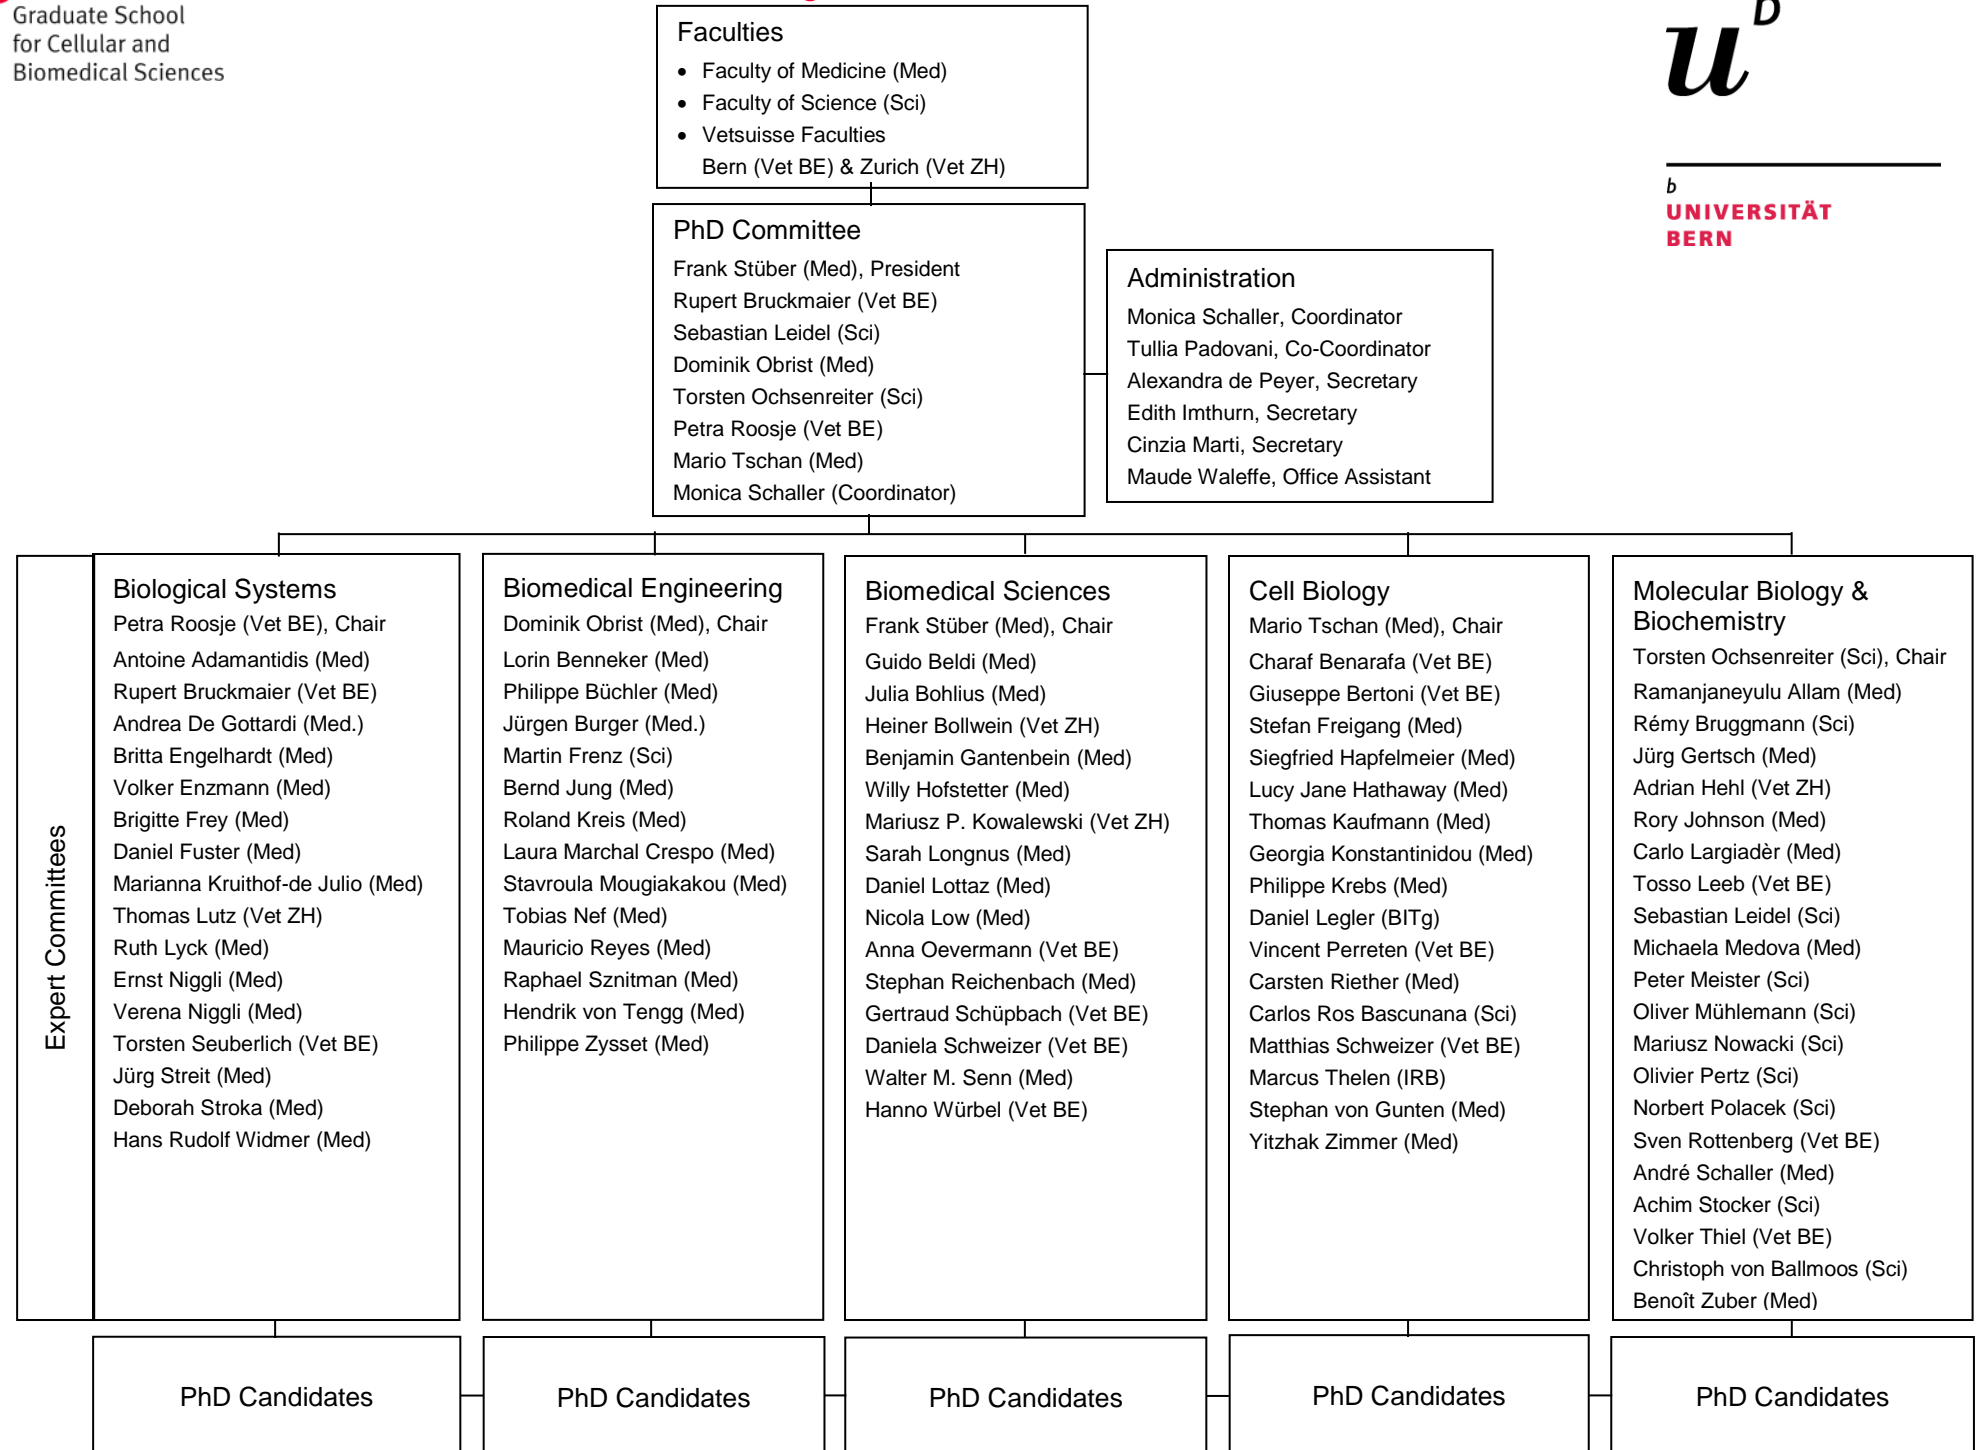 Graduate School
for Cellular and
Biomedical Sciences
u
b
b
UNIVERSITÄT
BERN
Faculties
• Faculty of Medicine (Med)
• Faculty of Science (Sci)
• Vetsuisse Faculties
Bern (Vet BE) & Zurich (Vet ZH)
PhD Committee
Frank Stüber (Med), President
Rupert Bruckmaier (Vet BE)
Sebastian Leidel (Sci)
Dominik Obrist (Med)
Torsten Ochsenreiter (Sci)
Petra Roosje (Vet BE)
Mario Tschan (Med)
Monica Schaller (Coordinator)
Administration
Monica Schaller, Coordinator
Tullia Padovani, Co-Coordinator
Alexandra de Peyer, Secretary
Edith Imthurn, Secretary
Cinzia Marti, Secretary
Maude Waleffe, Office Assistant
Expert Committees
Biological Systems
Petra Roosje (Vet BE), Chair
Antoine Adamantidis (Med)
Rupert Bruckmaier (Vet BE)
Andrea De Gottardi (Med.)
Britta Engelhardt (Med)
Volker Enzmann (Med)
Brigitte Frey (Med)
Daniel Fuster (Med)
Marianna Kruithof-de Julio (Med)
Thomas Lutz (Vet ZH)
Ruth Lyck (Med)
Ernst Niggli (Med)
Verena Niggli (Med)
Torsten Seuberlich (Vet BE)
Jürg Streit (Med)
Deborah Stroka (Med)
Hans Rudolf Widmer (Med)
Biomedical Engineering
Dominik Obrist (Med), Chair
Lorin Benneker (Med)
Philippe Büchler (Med)
Jürgen Burger (Med.)
Martin Frenz (Sci)
Bernd Jung (Med)
Roland Kreis (Med)
Laura Marchal Crespo (Med)
Stavroula Mougiakakou (Med)
Tobias Nef (Med)
Mauricio Reyes (Med)
Raphael Sznitman (Med)
Hendrik von Tengg (Med)
Philippe Zysset (Med)
Biomedical Sciences
Frank Stüber (Med), Chair
Guido Beldi (Med)
Julia Bohlius (Med)
Heiner Bollwein (Vet ZH)
Benjamin Gantenbein (Med)
Willy Hofstetter (Med)
Mariusz P. Kowalewski (Vet ZH)
Sarah Longnus (Med)
Daniel Lottaz (Med)
Nicola Low (Med)
Anna Oevermann (Vet BE)
Stephan Reichenbach (Med)
Gertraud Schüpbach (Vet BE)
Daniela Schweizer (Vet BE)
Walter M. Senn (Med)
Hanno Würbel (Vet BE)
Cell Biology
Mario Tschan (Med), Chair
Charaf Benarafa (Vet BE)
Giuseppe Bertoni (Vet BE)
Stefan Freigang (Med)
Siegfried Hapfelmeier (Med)
Lucy Jane Hathaway (Med)
Thomas Kaufmann (Med)
Georgia Konstantinidou (Med)
Philippe Krebs (Med)
Daniel Legler (BITg)
Vincent Perreten (Vet BE)
Carsten Riether (Med)
Carlos Ros Bascunana (Sci)
Matthias Schweizer (Vet BE)
Marcus Thelen (IRB)
Stephan von Gunten (Med)
Yitzhak Zimmer (Med)
Molecular Biology &
Biochemistry
Torsten Ochsenreiter (Sci), Chair
Ramanjaneyulu Allam (Med)
Rémy Bruggmann (Sci)
Jürg Gertsch (Med)
Adrian Hehl (Vet ZH)
Rory Johnson (Med)
Carlo Largiadèr (Med)
Tosso Leeb (Vet BE)
Sebastian Leidel (Sci)
Michaela Medova (Med)
Peter Meister (Sci)
Oliver Mühlemann (Sci)
Mariusz Nowacki (Sci)
Olivier Pertz (Sci)
Norbert Polacek (Sci)
Sven Rottenberg (Vet BE)
André Schaller (Med)
Achim Stocker (Sci)
Volker Thiel (Vet BE)
Christoph von Ballmoos (Sci)
Benoît Zuber (Med)
PhD Candidates
PhD Candidates
PhD Candidates
PhD Candidates
PhD Candidates